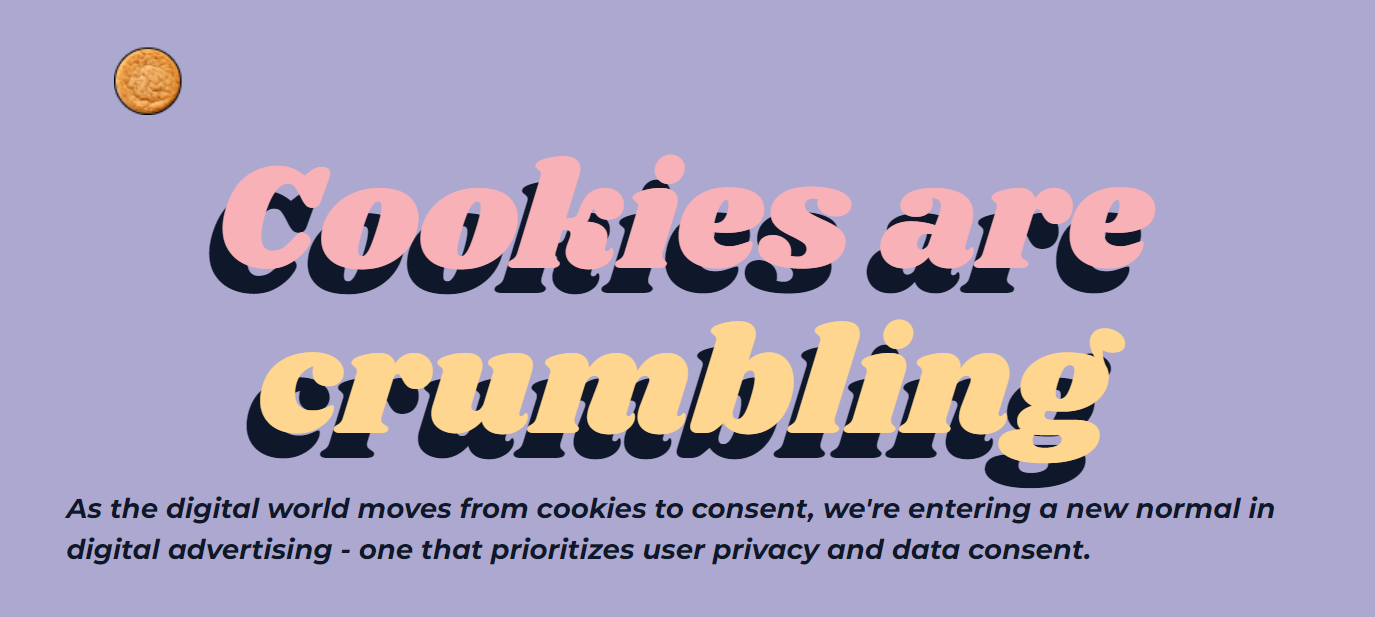 Cookies are
crumbling
As the digital world moves from cookies to consent, we're entering a new normal in
digital advertising - one that prioritizes user privacy and data consent.